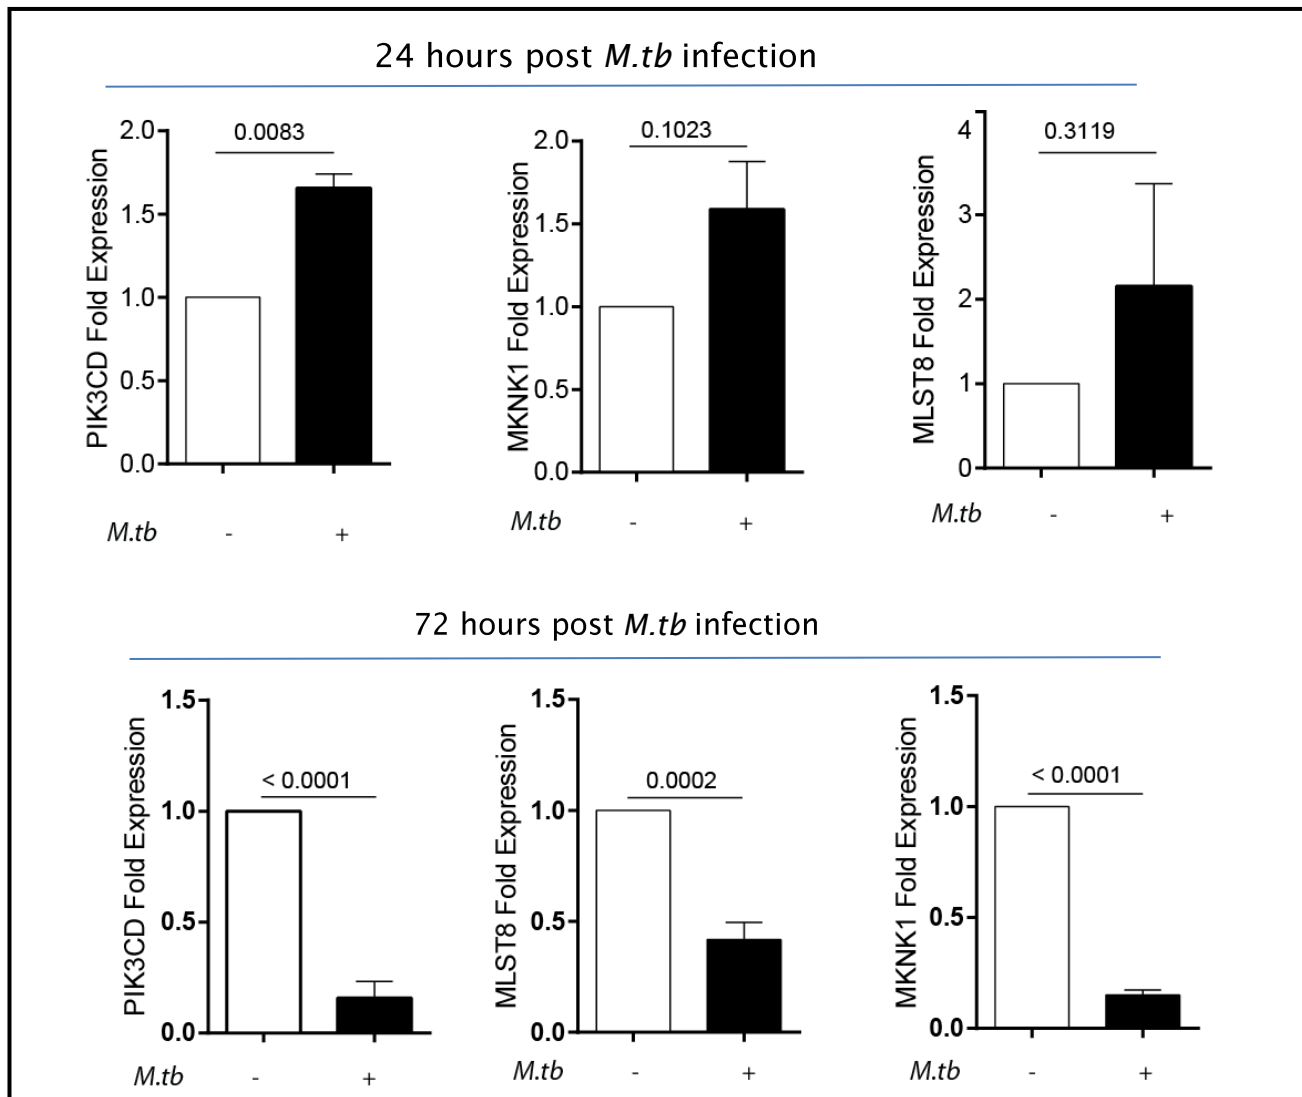 24 hours post M.tb infection
PIK3CD Fold Expression
2.0
1.5
1.0
0.5
0.0
0.0083
M.tb - +
MKNK1 Fold Expression
2.0
1.5
1.0
0.5
0.0
0.1023
M.tb - +
MLST8 Fold Expression
4
3
2
1
0
0.3119
M.tb - +
72 hours post M.tb infection
PIK3CD Fold Expression
1.5
1.0
0.5
0.0
< 0.0001
M.tb - +
MLST8 Fold Expression
1.5
1.0
0.5
0.0
0.0002
M.tb - +
MKNK1 Fold Expression
1.5
1.0
0.5
0.0
< 0.0001
M.tb - +